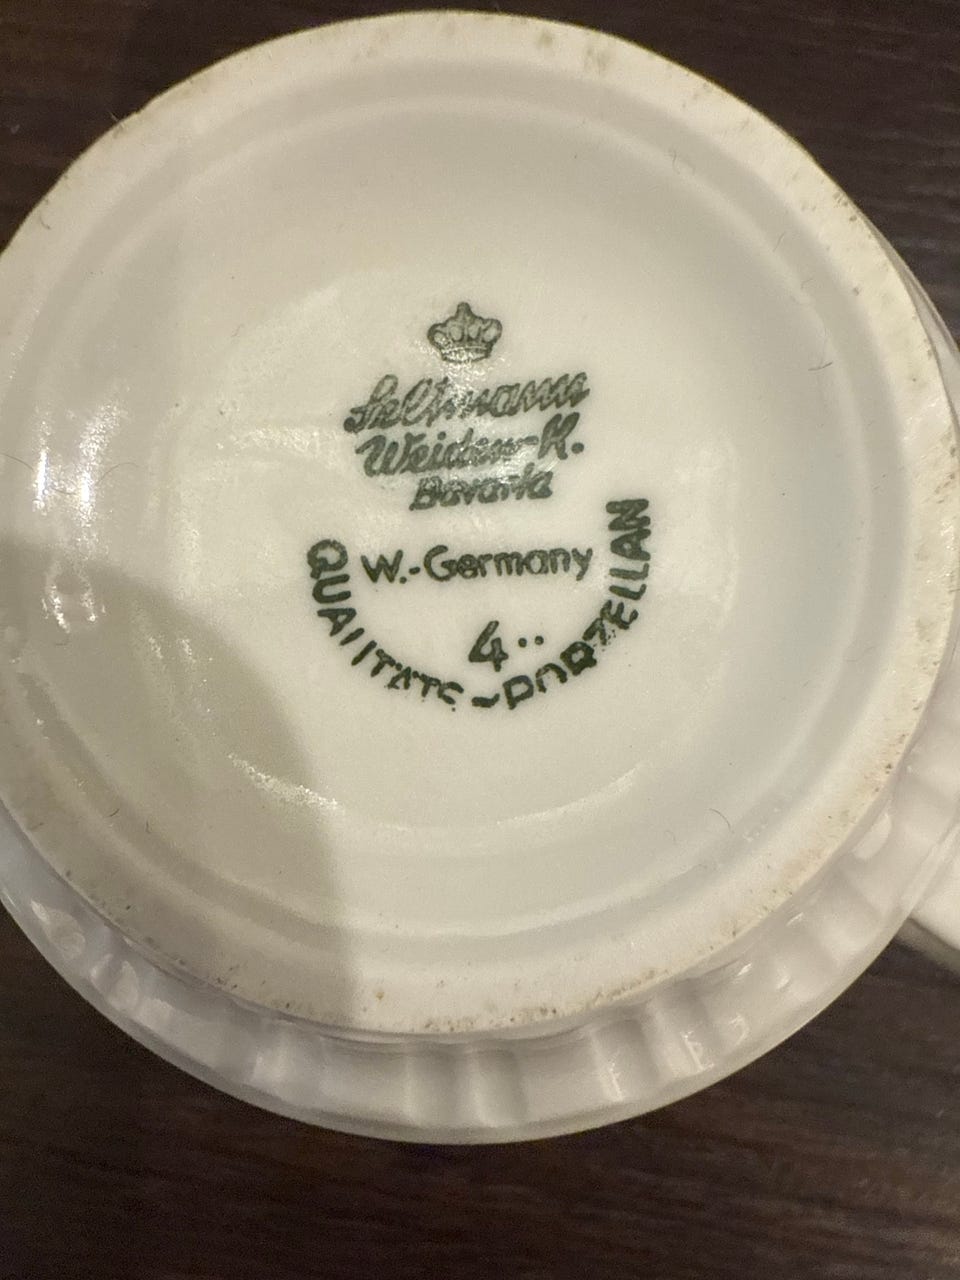 Seltmann
Weiden-K.
Bavaria
W.-Germany
4..
QUALITÄTS-PORZELLAN